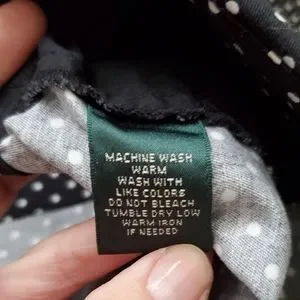 MACHINE WASH
WARM
WASH WITH
LIKE COLORS
DO NOT BLEACH
TUMBLE DRY LOW
WARM IRON
IF NEEDED